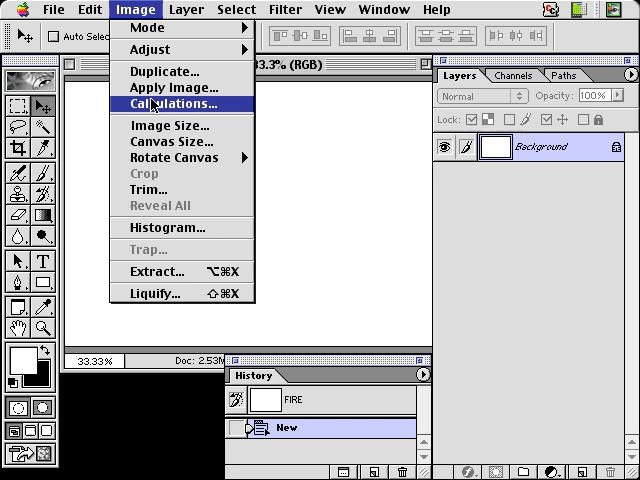 File Edit Image Layer Select Filter View Window Help
Auto Selec
33.3% (RGB)
Mode
Adjust
Duplicate...
Apply Image...
Calculations...
Image Size...
Canvas Size...
Rotate Canvas
Crop
Trim...
Reveal All
Histogram...
Trap...
Extract... ⌥⌘X
Liquify... ⇧⌘X
Layers Channels Paths
Normal Opacity: 100%
Lock:
Background
T
33.33% Doc: 2.53M
History
FIRE
New